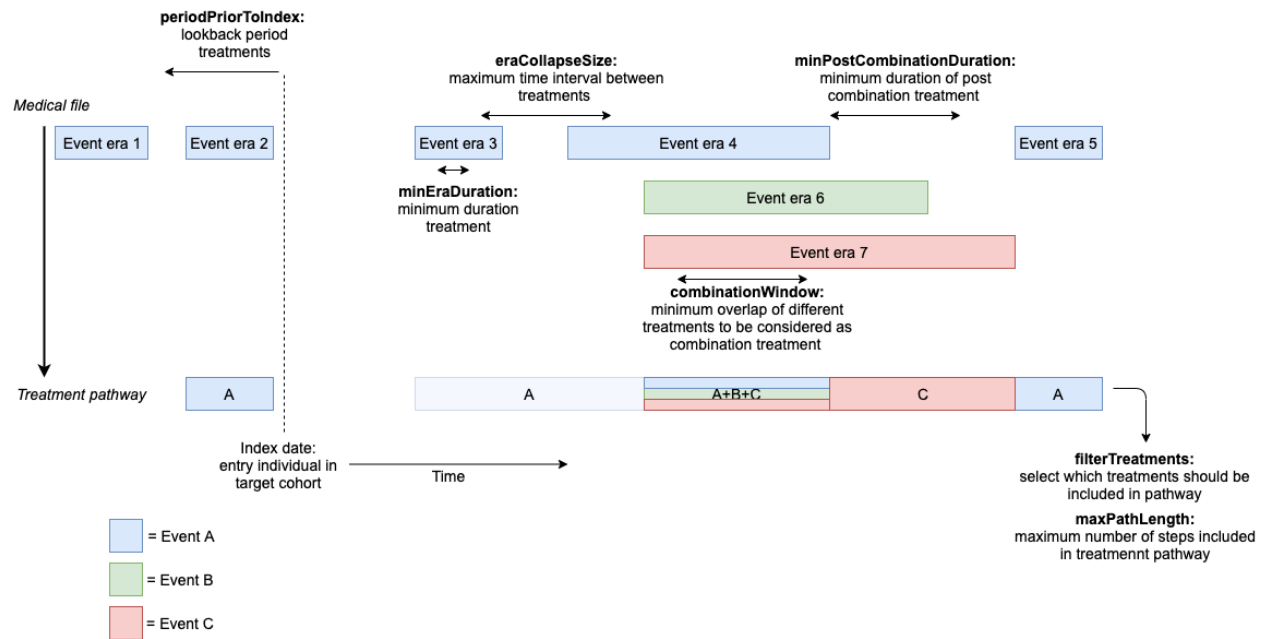 periodPriorToIndex:
lookback period
treatments
eraCollapseSize:
maximum time interval between
treatments
minPostCombinationDuration:
minimum duration of post
combination treatment
Medical file
Event era 1
Event era 2
Event era 3
Event era 4
Event era 5
minEraDuration:
minimum duration
treatment
Event era 6
Event era 7
combinationWindow:
minimum overlap of different
treatments to be considered as
combination treatment
Treatment pathway
A
A
A+B+C
C
A
Index date:
entry individual in
target cohort
Time
filterTreatments:
select which treatments should be
included in pathway
maxPathLength:
maximum number of steps included
in treatmennt pathway
= Event A
= Event B
= Event C